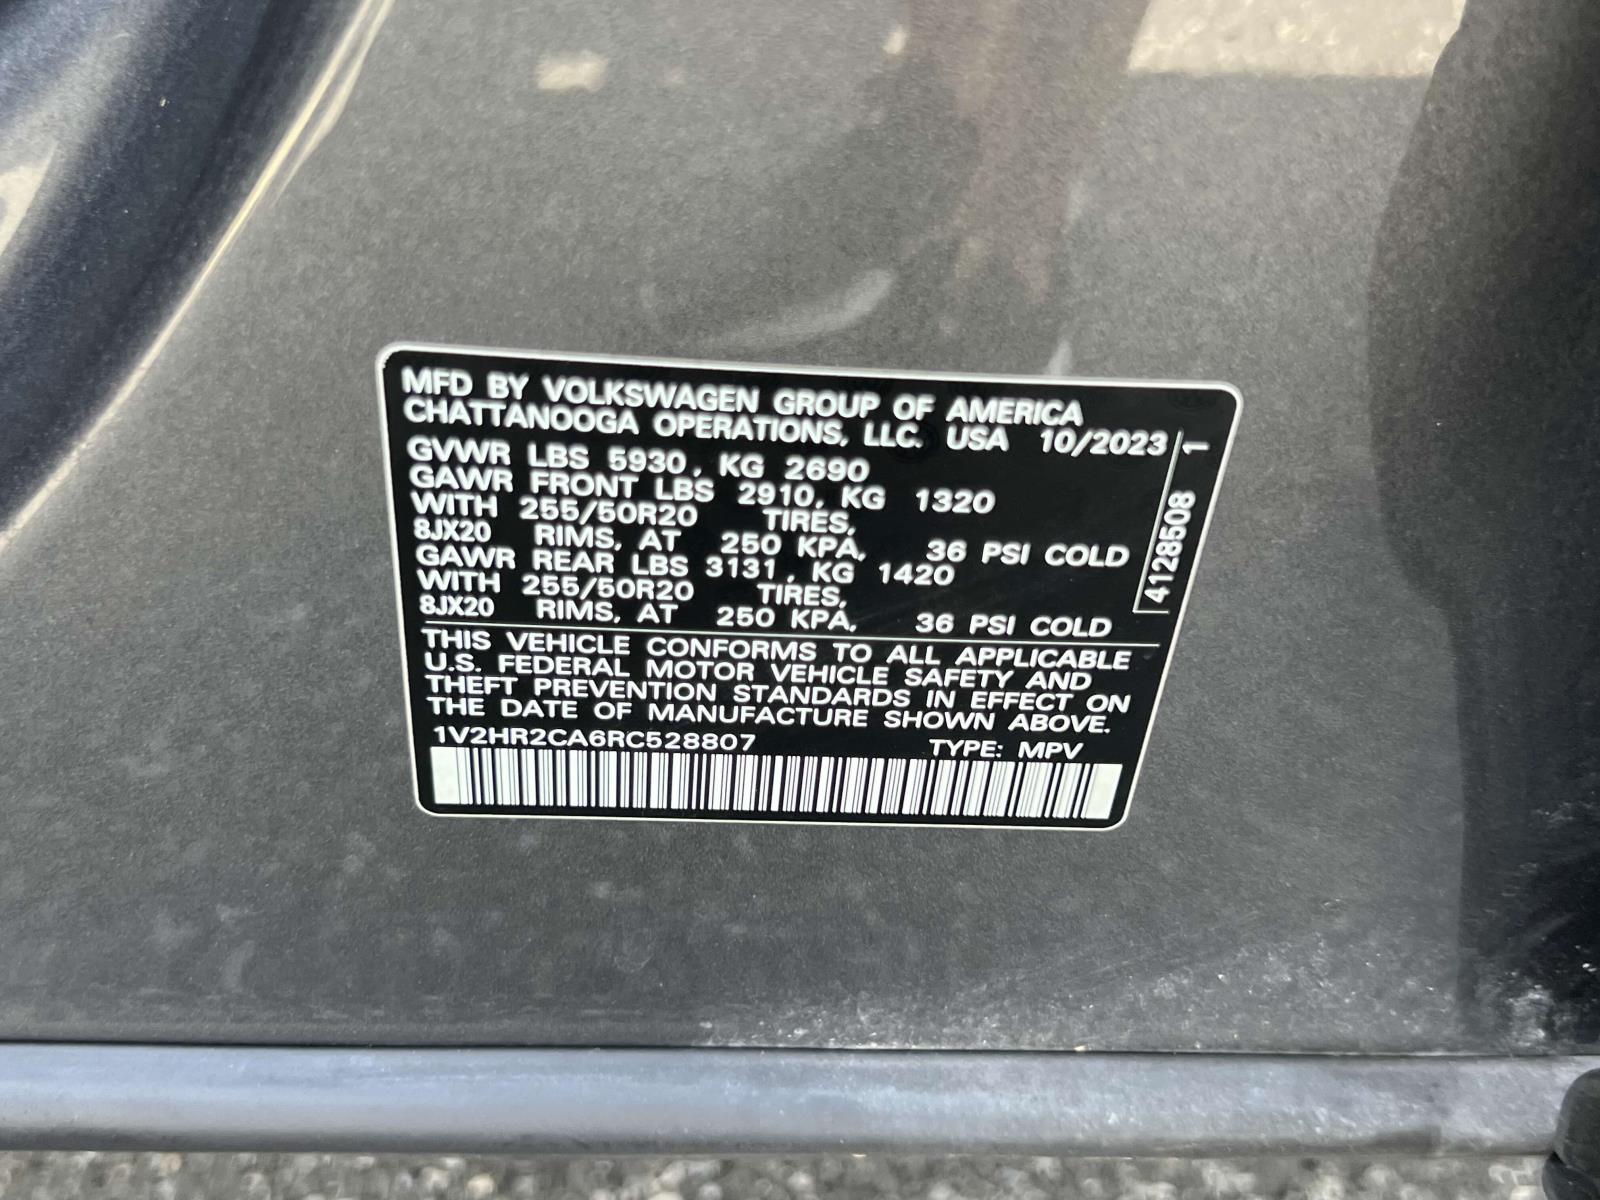 MFD BY VOLKSWAGEN GROUP OF AMERICA
CHATTANOOGA OPERATIONS, LLC. USA 10/2023
GVWR LBS 5930, KG 2690
GAWR FRONT LBS 2910, KG 1320
WITH 255/50R20 TIRES,
8JX20 RIMS, AT 250 KPA, 36 PSI COLD
GAWR REAR LBS 3131, KG 1420
WITH 255/50R20 TIRES,
8JX20 RIMS, AT 250 KPA, 36 PSI COLD
4128508 1
THIS VEHICLE CONFORMS TO ALL APPLICABLE
U.S. FEDERAL MOTOR VEHICLE SAFETY AND
THEFT PREVENTION STANDARDS IN EFFECT ON
THE DATE OF MANUFACTURE SHOWN ABOVE.
1V2HR2CA6RC528807 TYPE: MPV